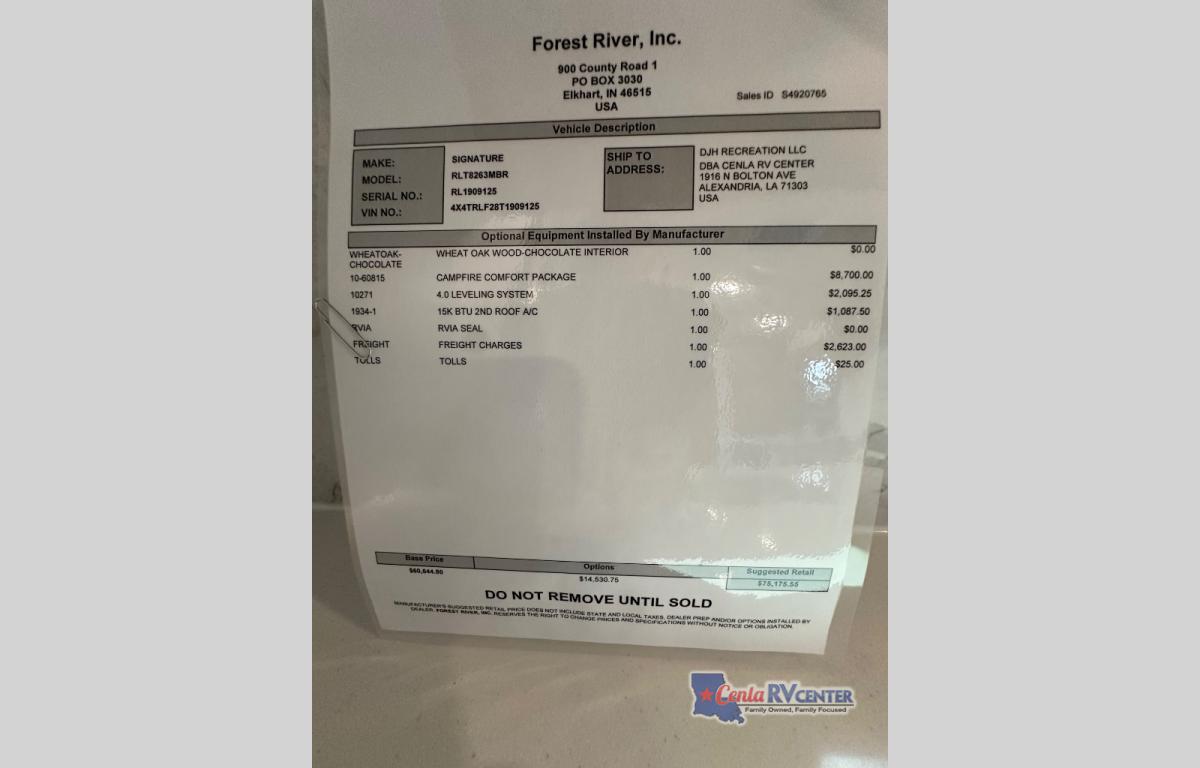 Forest River, Inc.
900 County Road 1
PO BOX 3030
Elkhart, IN 46515
USA
Sales ID S4920765
Vehicle Description
MAKE: SIGNATURE
MODEL: RLT8263MBR
SERIAL NO.: RL1909125
VIN NO.: 4X4TRLF28T1909125
SHIP TO ADDRESS:
DJH RECREATION LLC
DBA CENLA RV CENTER
1916 N BOLTON AVE
ALEXANDRIA, LA 71303
USA
Optional Equipment Installed By Manufacturer
WHEATOAK-CHOCOLATE WHEAT OAK WOOD-CHOCOLATE INTERIOR 1.00 $0.00
10-60815 CAMPFIRE COMFORT PACKAGE 1.00 $8,700.00
10271 4.0 LEVELING SYSTEM 1.00 $2,095.25
1934-1 15K BTU 2ND ROOF A/C 1.00 $1,087.50
RVIA RVIA SEAL 1.00 $0.00
FREIGHT FREIGHT CHARGES 1.00 $2,623.00
TOLLS TOLLS 1.00 $25.00
Base Price Options Suggested Retail
$60,644.80 $14,530.75 $75,175.55
DO NOT REMOVE UNTIL SOLD
MANUFACTURER'S SUGGESTED RETAIL PRICE DOES NOT INCLUDE STATE AND LOCAL TAXES, DEALER PREP AND/OR OPTIONS INSTALLED BY
DEALER. FOREST RIVER, INC. RESERVES THE RIGHT TO CHANGE PRICES AND SPECIFICATIONS WITHOUT NOTICE OR OBLIGATION.
Cenla RV CENTER
Family Owned, Family Focused